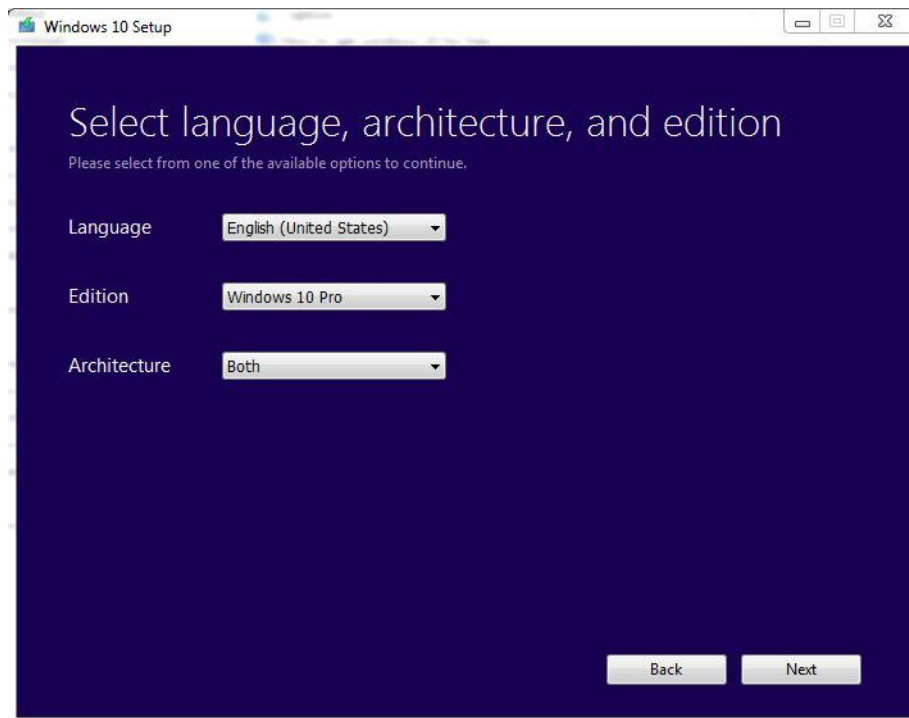 Windows 10 Setup
Select language, architecture, and edition
Please select from one of the available options to continue.
Language English (United States)
Edition Windows 10 Pro
Architecture Both
Back Next